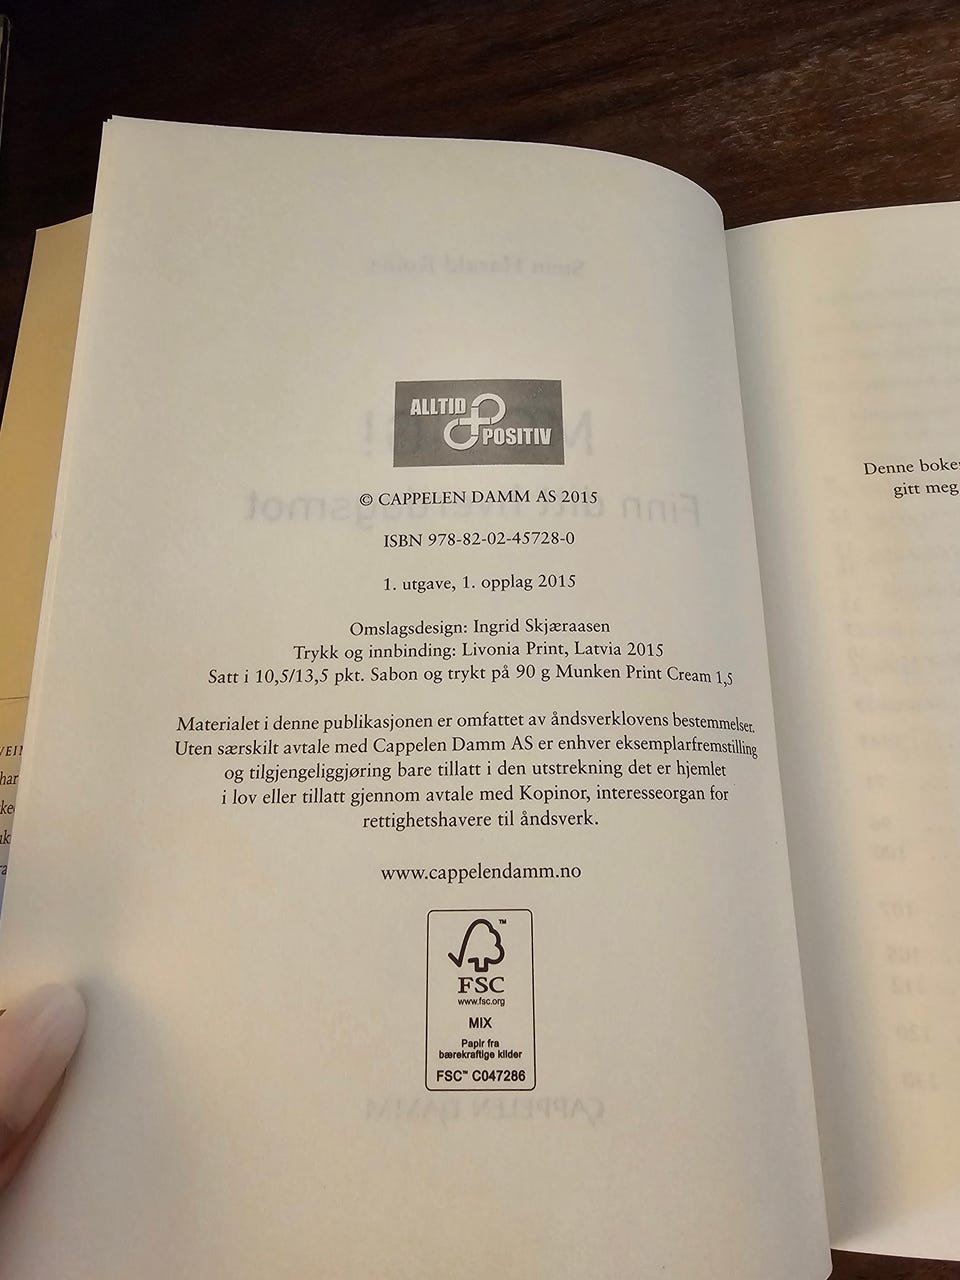 ALLTID
POSITIV
© CAPPELEN DAMM AS 2015
ISBN 978-82-02-45728-0
1. utgave, 1. opplag 2015
Omslagsdesign: Ingrid Skjæraasen
Trykk og innbinding: Livonia Print, Latvia 2015
Satt i 10,5/13,5 pkt. Sabon og trykt på 90 g Munken Print Cream 1,5
Materialet i denne publikasjonen er omfattet av åndsverklovens bestemmelser.
Uten særskilt avtale med Cappelen Damm AS er enhver eksemplarfremstilling
og tilgjengeliggjøring bare tillatt i den utstrekning det er hjemlet
i lov eller tillatt gjennom avtale med Kopinor, interesseorgan for
rettighetshavere til åndsverk.
www.cappelendamm.no
FSC
www.fsc.org
MIX
Papir fra
bærekraftige kilder
FSC™ C047286
Denne
gitt meg